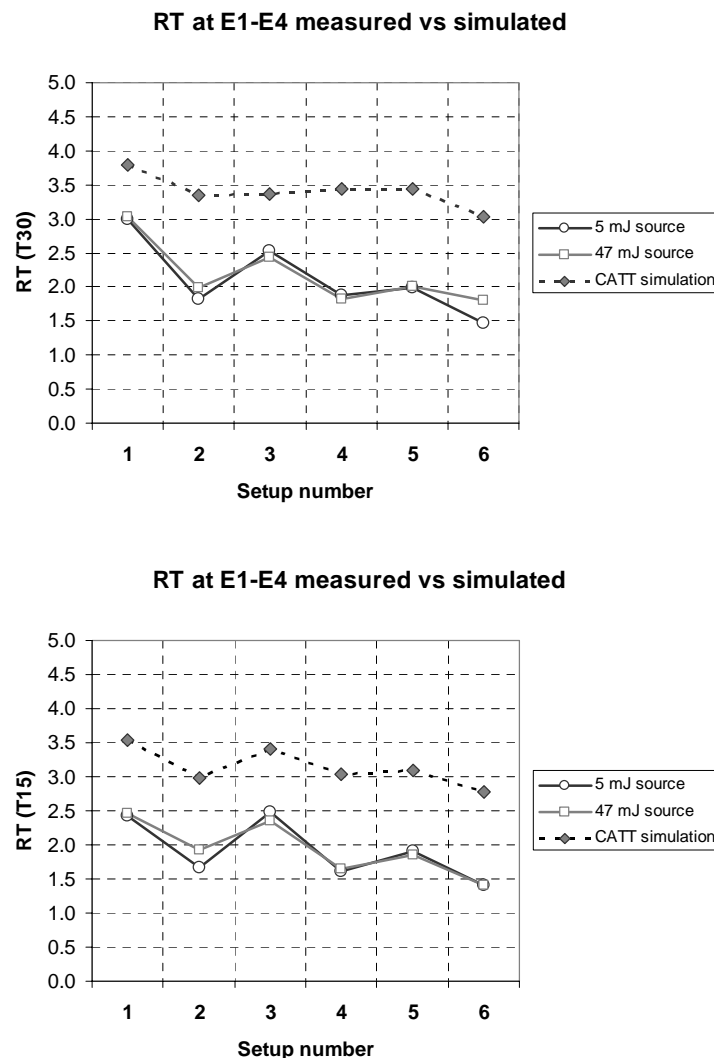 RT at E1-E4 measured vs simulated
5.0
4.5
4.0
3.5
3.0
2.5
2.0
1.5
1.0
0.5
0.0
RT (T30)
1 2 3 4 5 6
Setup number
5 mJ source
47 mJ source
CATT simulation
RT at E1-E4 measured vs simulated
5.0
4.5
4.0
3.5
3.0
2.5
2.0
1.5
1.0
0.5
0.0
RT (T15)
1 2 3 4 5 6
Setup number
5 mJ source
47 mJ source
CATT simulation